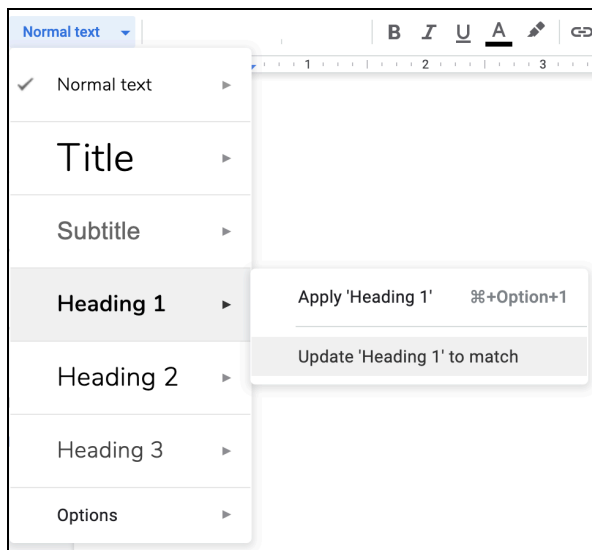 Normal text B I U A
1 2 3
Normal text
Title
Subtitle
Heading 1
Apply 'Heading 1' ⌘+Option+1
Update 'Heading 1' to match
Heading 2
Heading 3
Options